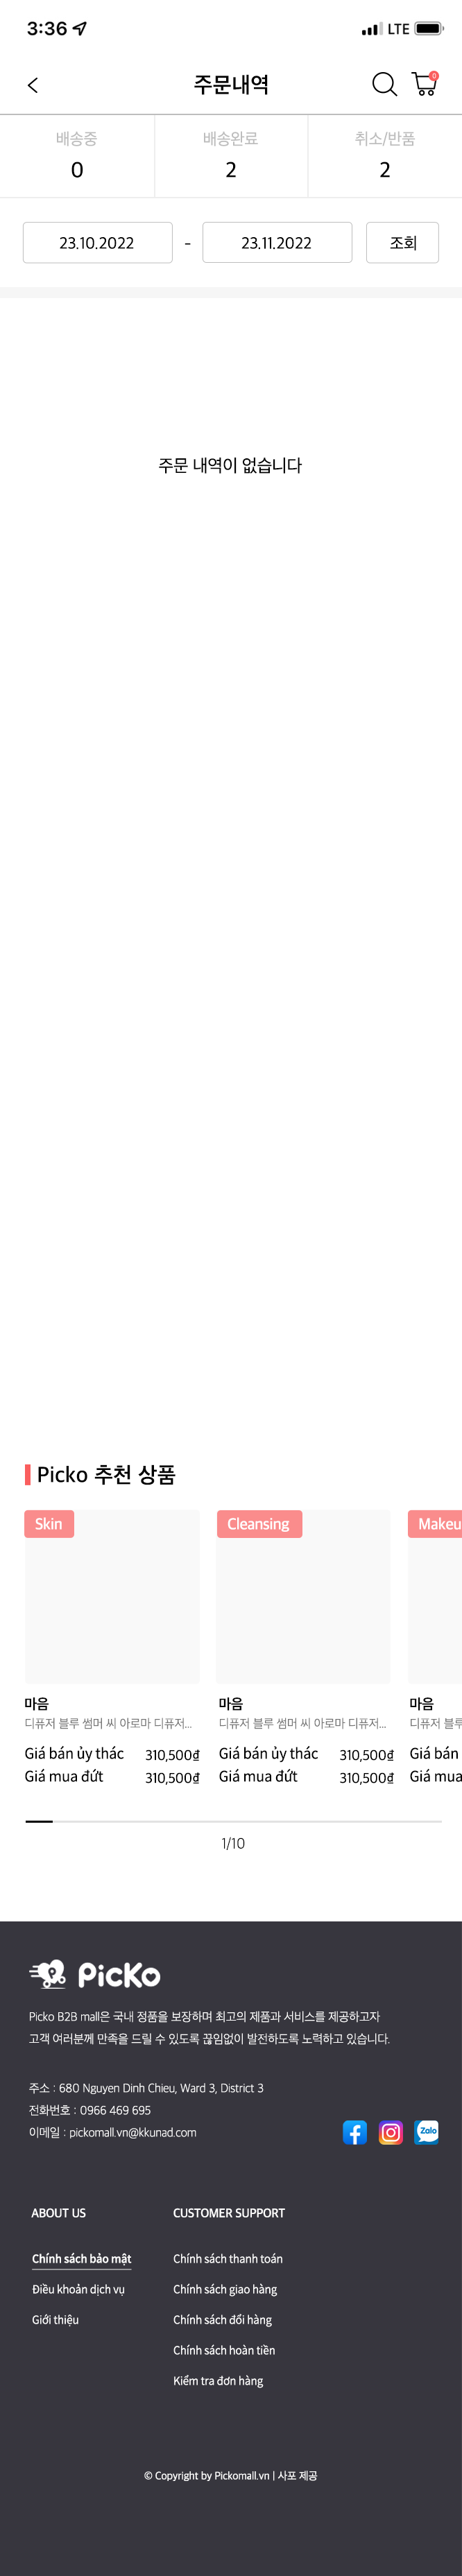 3:36 LTE
주문내역
0
배송중 배송완료 취소/반품
0 2 2
23.10.2022 - 23.11.2022 조회
주문 내역이 없습니다
Picko 추천 상품
Skin Cleansing Makeu
마음 마음 마음
디퓨저 블루 썸머 씨 아로마 디퓨저... 디퓨저 블루 썸머 씨 아로마 디퓨저... 디퓨저 블루
Giá bán ủy thác 310,500₫ Giá bán ủy thác 310,500₫ Giá bán
Giá mua đứt 310,500₫ Giá mua đứt 310,500₫ Giá mua
1/10
PicKo
Picko B2B mall은 국내 정품을 보장하며 최고의 제품과 서비스를 제공하고자
고객 여러분께 만족을 드릴 수 있도록 끊임없이 발전하도록 노력하고 있습니다.
주소 : 680 Nguyen Dinh Chieu, Ward 3, District 3
전화번호 : 0966 469 695
이메일 : pickomall.vn@kkunad.com
Zalo
ABOUT US CUSTOMER SUPPORT
Chính sách bảo mật Chính sách thanh toán
Điều khoản dịch vụ Chính sách giao hàng
Giới thiệu Chính sách đổi hàng
Chính sách hoàn tiền
Kiểm tra đơn hàng
© Copyright by Pickomall.vn | 사포 제공